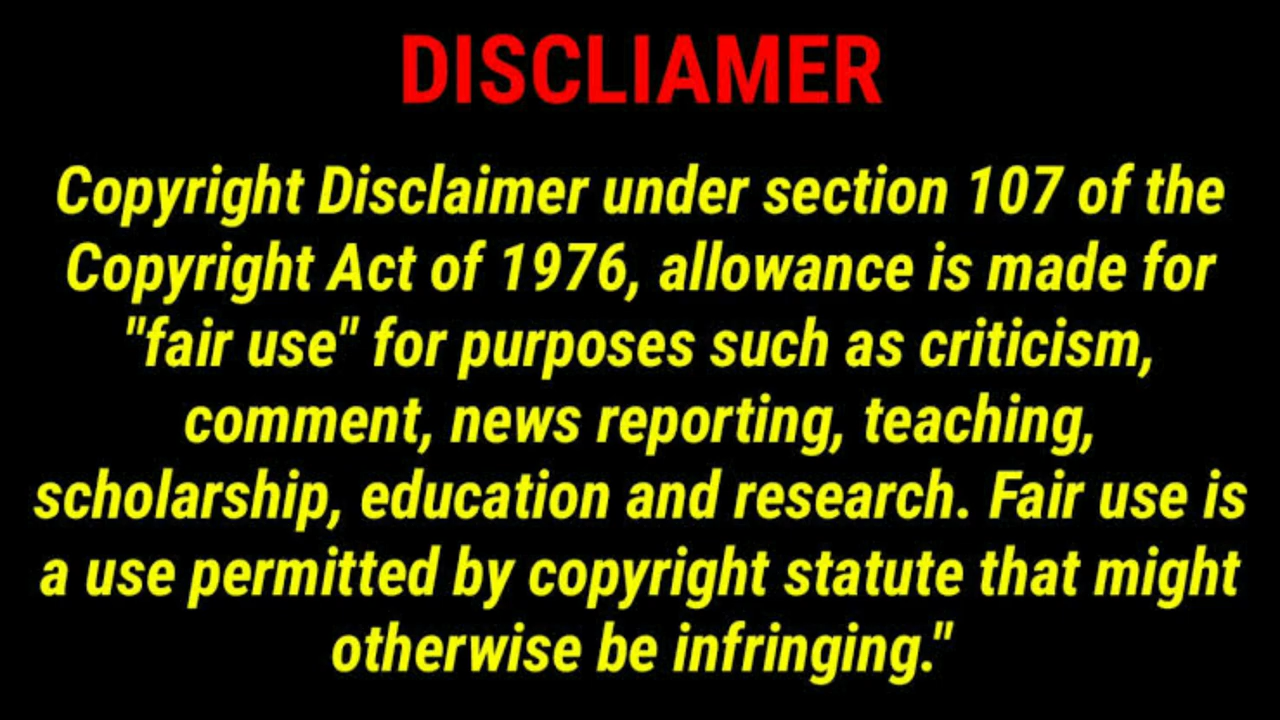 DISCLIAMER
Copyright Disclaimer under section 107 of the
Copyright Act of 1976, allowance is made for
"fair use" for purposes such as criticism,
comment, news reporting, teaching,
scholarship, education and research. Fair use is
a use permitted by copyright statute that might
otherwise be infringing."